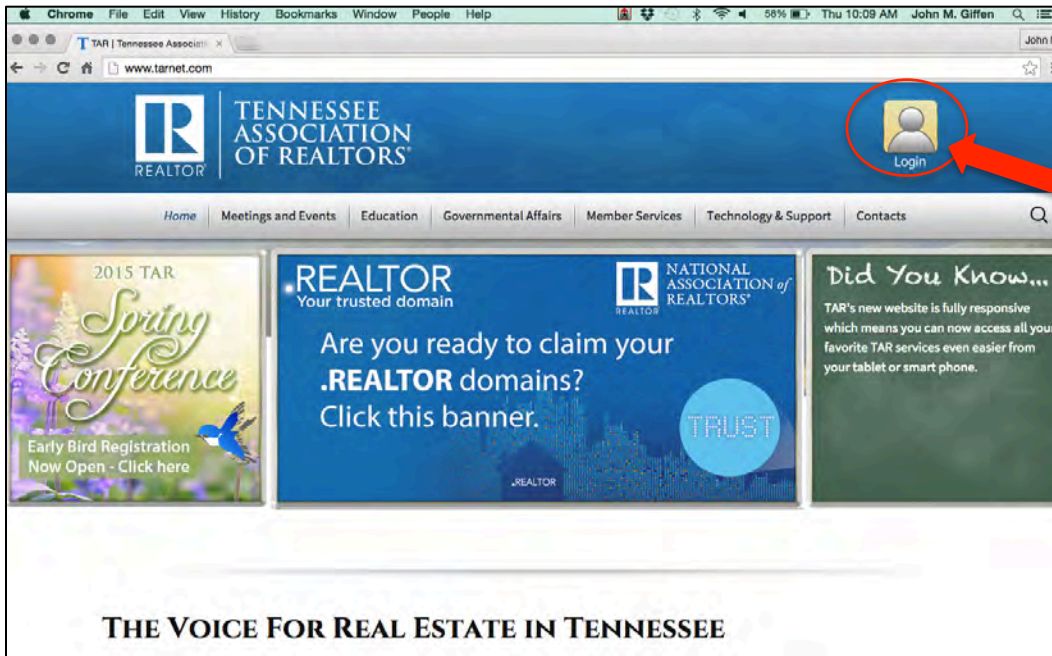 Chrome File Edit View History Bookmarks Window People Help 58% Thu 10:09 AM John M. Giffen
TAR | Tennessee Associati
John
www.tarnet.com
REALTOR
TENNESSEE
ASSOCIATION
OF REALTORS®
Login
Home Meetings and Events Education Governmental Affairs Member Services Technology & Support Contacts
2015 TAR
Spring
Conference
Early Bird Registration
Now Open - Click here
.REALTOR
Your trusted domain
REALTOR
NATIONAL
ASSOCIATION of
REALTORS®
Are you ready to claim your
.REALTOR domains?
Click this banner.
TRUST
.REALTOR
Did You Know...
TAR's new website is fully responsive
which means you can now access all your
favorite TAR services even easier from
your tablet or smart phone.
THE VOICE FOR REAL ESTATE IN TENNESSEE